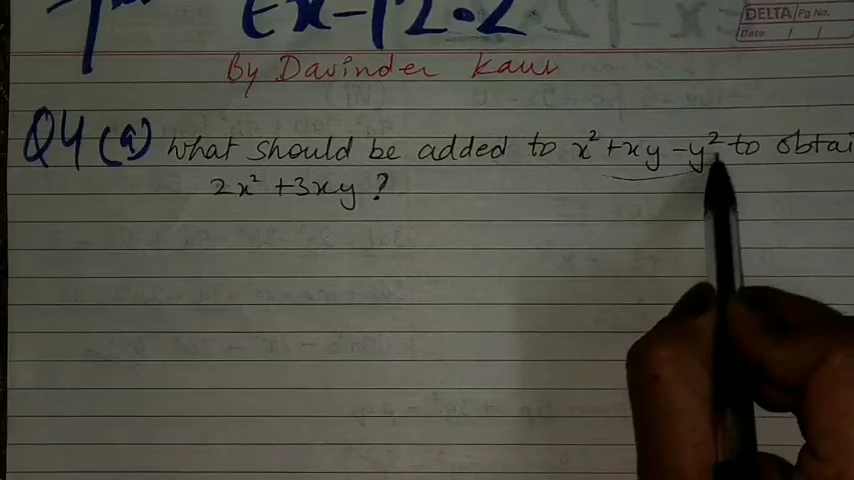 Ex-12.2
DELTA Pg No.
Date / /
By Davinder Kaur
Q4 (a) What should be added to x² + xy - y² to obtai
2x² + 3xy ?